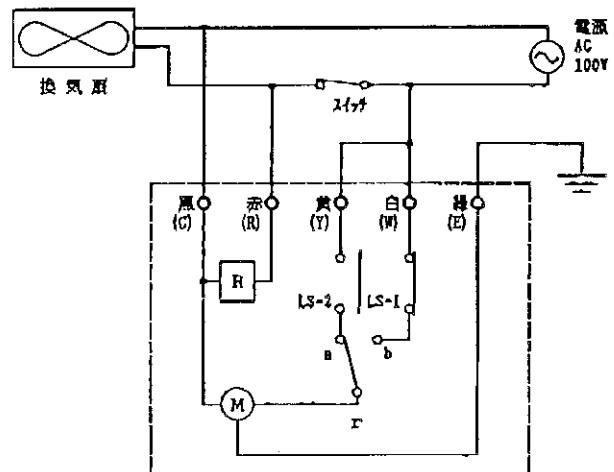 電源
AC
100V
換気扇
スイッチ
黒 赤 黄 白 緑
(C) (R) (Y) (W) (E)
R
LS-2 LS-1
a b
r
M